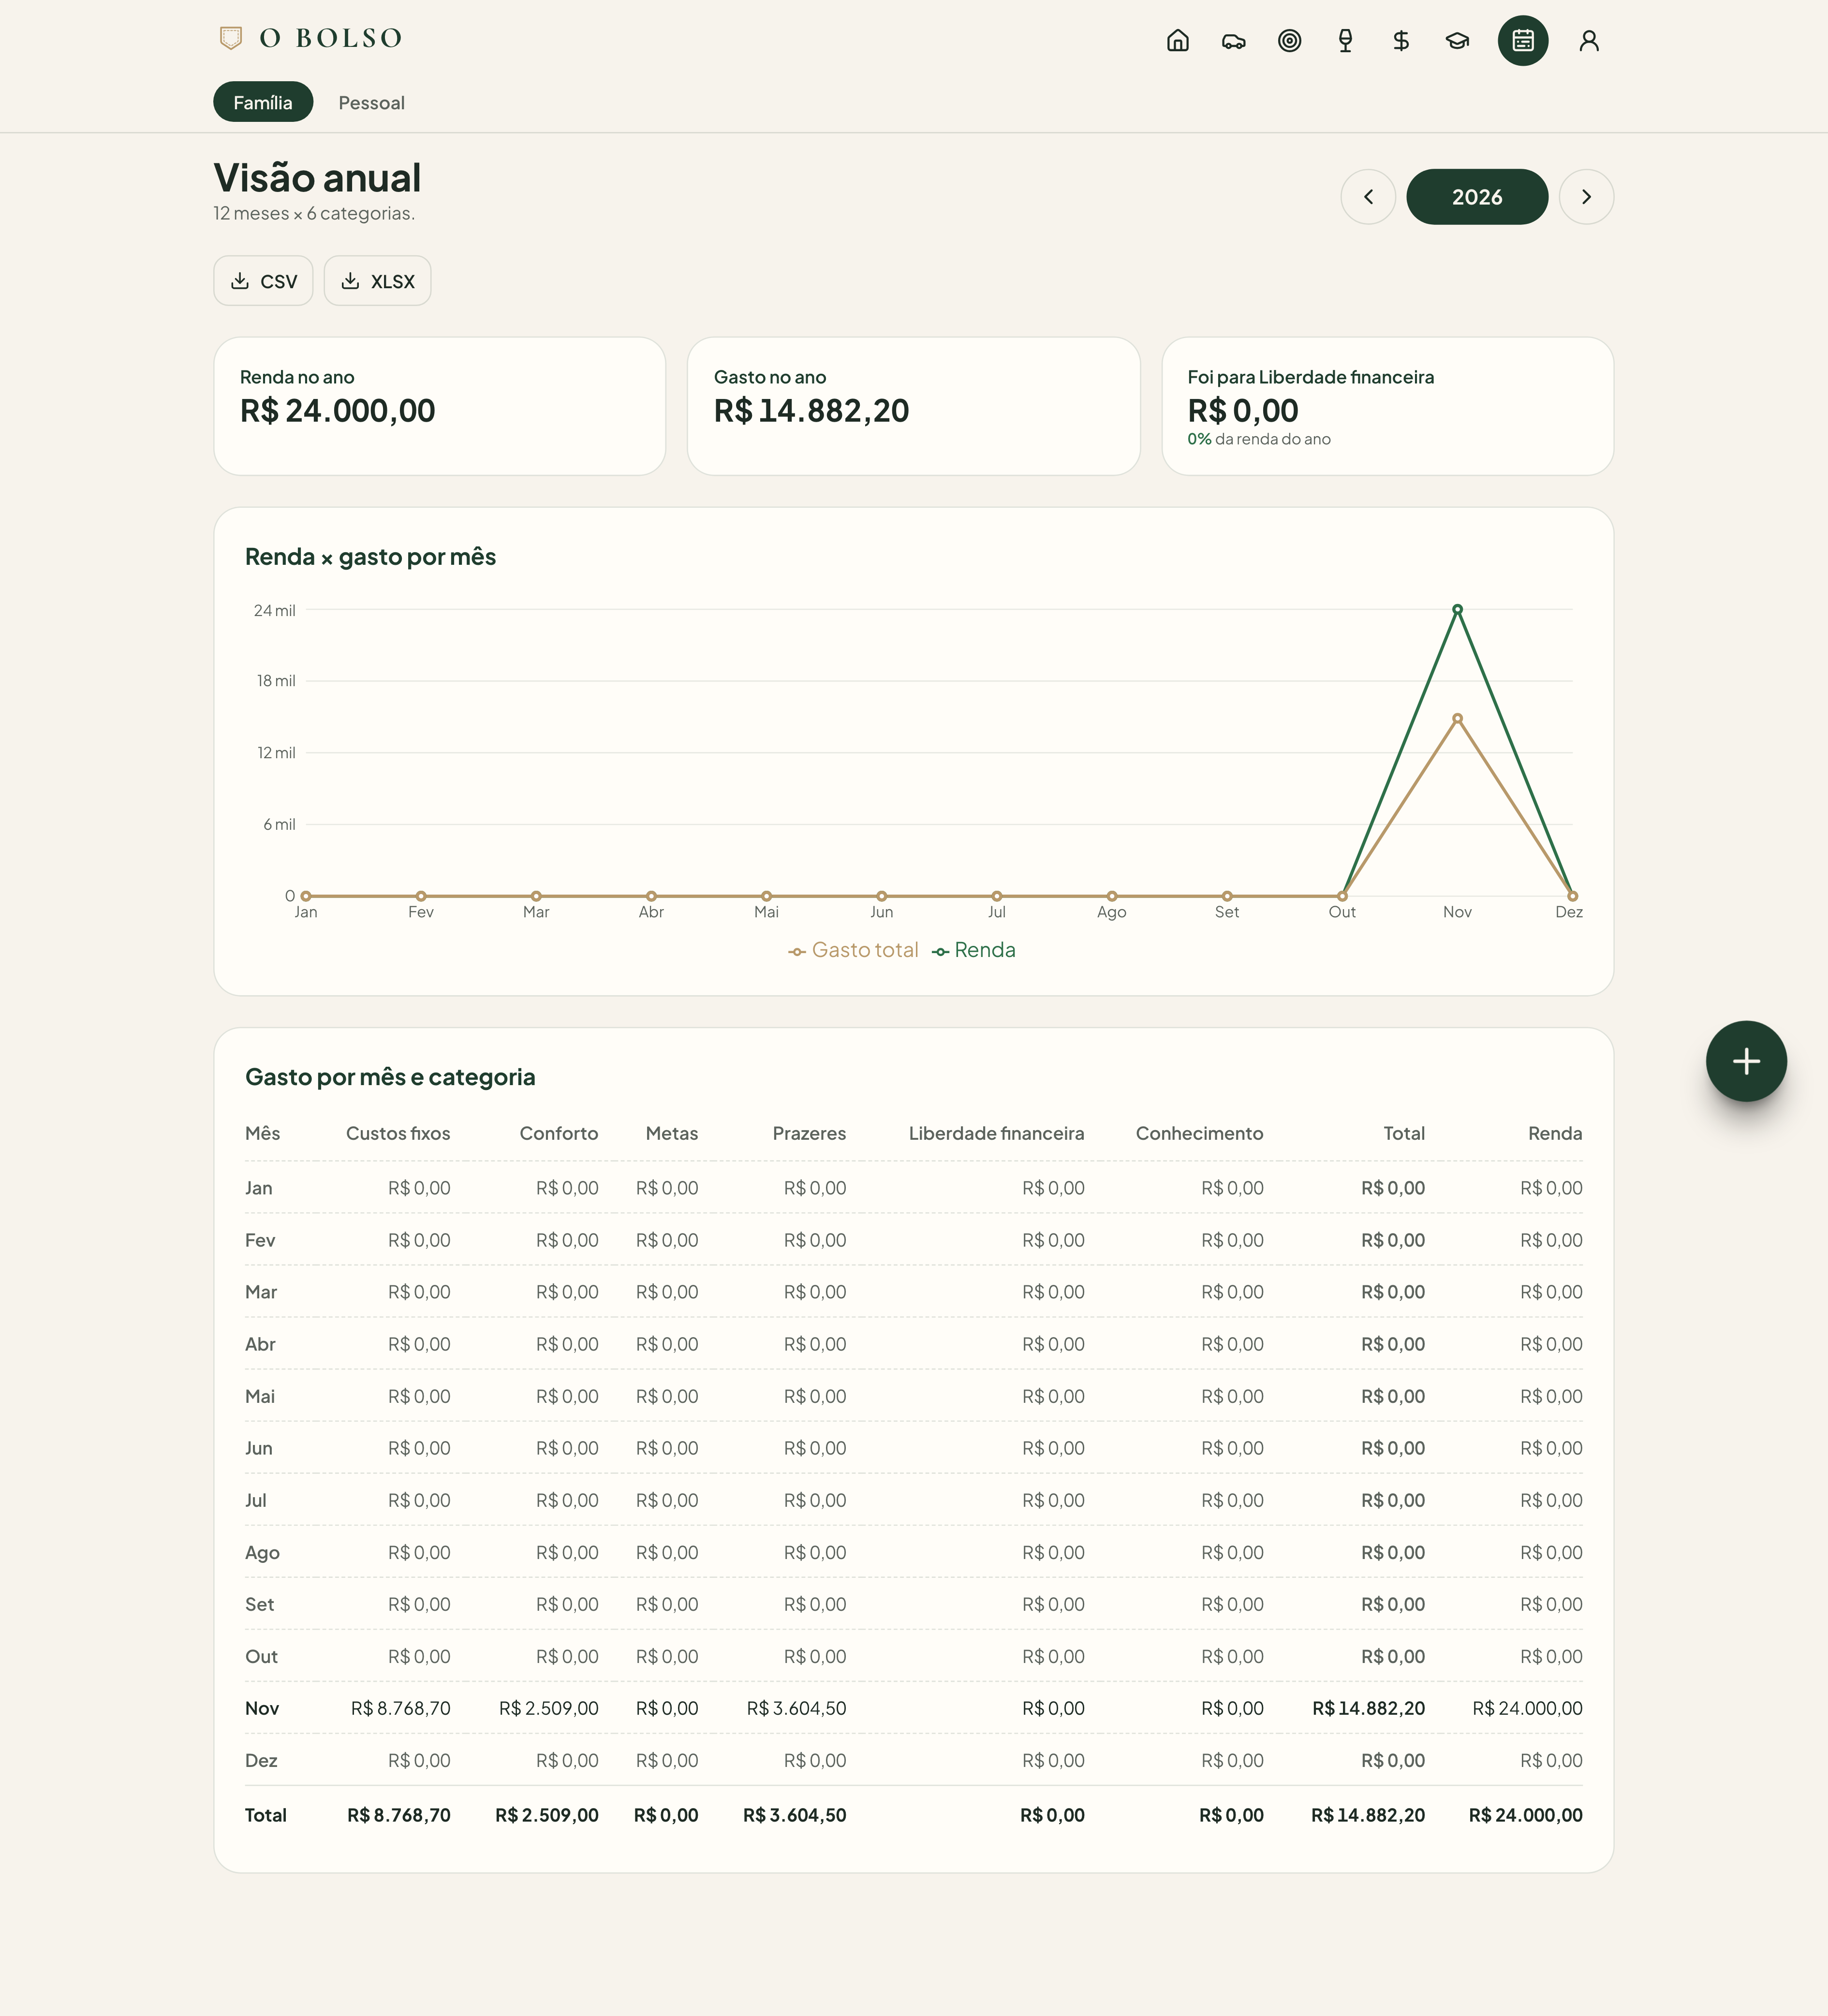 O BOLSO
Família Pessoal
Visão anual
12 meses × 6 categorias.
2026
CSV XLSX
Renda no ano
R$ 24.000,00
Gasto no ano
R$ 14.882,20
Foi para Liberdade financeira
R$ 0,00
0% da renda do ano
Renda × gasto por mês
24 mil
18 mil
12 mil
6 mil
0
Jan Fev Mar Abr Mai Jun Jul Ago Set Out Nov Dez
Gasto total Renda
Gasto por mês e categoria
Mês Custos fixos Conforto Metas Prazeres Liberdade financeira Conhecimento Total Renda
Jan R$ 0,00 R$ 0,00 R$ 0,00 R$ 0,00 R$ 0,00 R$ 0,00 R$ 0,00 R$ 0,00
Fev R$ 0,00 R$ 0,00 R$ 0,00 R$ 0,00 R$ 0,00 R$ 0,00 R$ 0,00 R$ 0,00
Mar R$ 0,00 R$ 0,00 R$ 0,00 R$ 0,00 R$ 0,00 R$ 0,00 R$ 0,00 R$ 0,00
Abr R$ 0,00 R$ 0,00 R$ 0,00 R$ 0,00 R$ 0,00 R$ 0,00 R$ 0,00 R$ 0,00
Mai R$ 0,00 R$ 0,00 R$ 0,00 R$ 0,00 R$ 0,00 R$ 0,00 R$ 0,00 R$ 0,00
Jun R$ 0,00 R$ 0,00 R$ 0,00 R$ 0,00 R$ 0,00 R$ 0,00 R$ 0,00 R$ 0,00
Jul R$ 0,00 R$ 0,00 R$ 0,00 R$ 0,00 R$ 0,00 R$ 0,00 R$ 0,00 R$ 0,00
Ago R$ 0,00 R$ 0,00 R$ 0,00 R$ 0,00 R$ 0,00 R$ 0,00 R$ 0,00 R$ 0,00
Set R$ 0,00 R$ 0,00 R$ 0,00 R$ 0,00 R$ 0,00 R$ 0,00 R$ 0,00 R$ 0,00
Out R$ 0,00 R$ 0,00 R$ 0,00 R$ 0,00 R$ 0,00 R$ 0,00 R$ 0,00 R$ 0,00
Nov R$ 8.768,70 R$ 2.509,00 R$ 0,00 R$ 3.604,50 R$ 0,00 R$ 0,00 R$ 14.882,20 R$ 24.000,00
Dez R$ 0,00 R$ 0,00 R$ 0,00 R$ 0,00 R$ 0,00 R$ 0,00 R$ 0,00 R$ 0,00
Total R$ 8.768,70 R$ 2.509,00 R$ 0,00 R$ 3.604,50 R$ 0,00 R$ 0,00 R$ 14.882,20 R$ 24.000,00